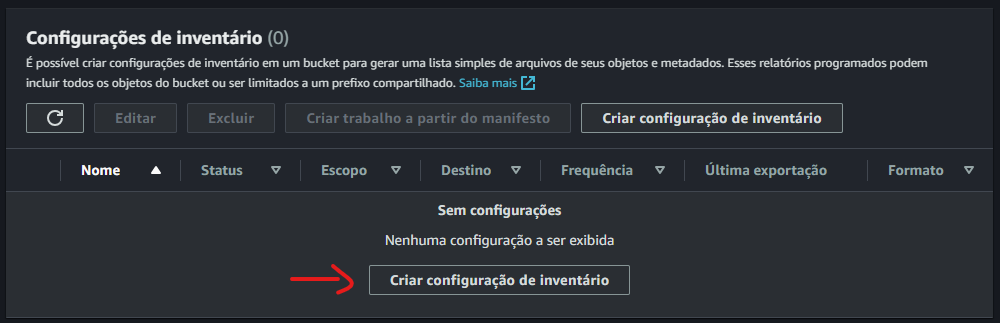 Configurações de inventário (0)
É possível criar configurações de inventário em um bucket para gerar uma lista simples de arquivos de seus objetos e metadados. Esses relatórios programados podem
incluir todos os objetos do bucket ou ser limitados a um prefixo compartilhado. Saiba mais
Editar Excluir Criar trabalho a partir do manifesto Criar configuração de inventário
Nome Status Escopo Destino Frequência Última exportação Formato
Sem configurações
Nenhuma configuração a ser exibida
Criar configuração de inventário